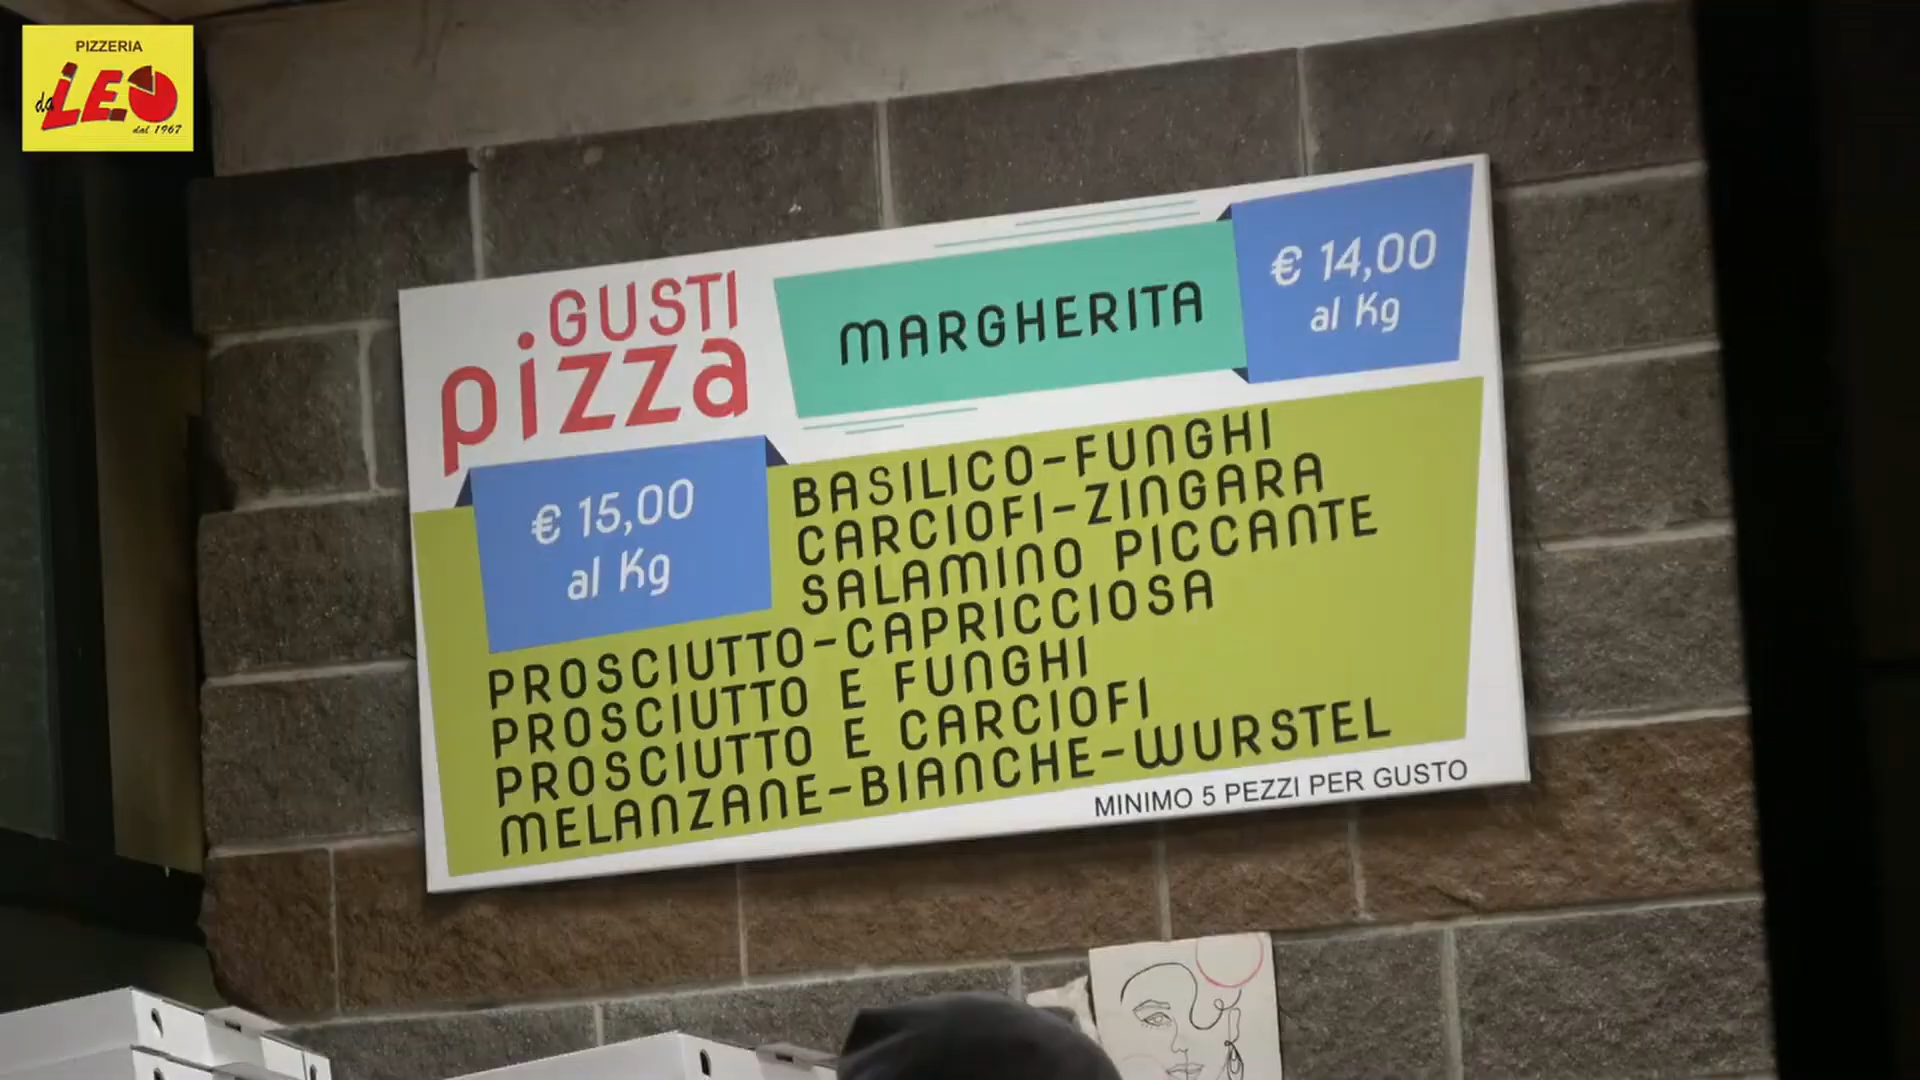 PIZZERIA
da LEO
dal 1967
GUSTI
pizza
MARGHERITA
€ 14,00
al Kg
€ 15,00
al Kg
BASILICO-FUNGHI
CARCIOFI-ZINGARA
SALAMINO PICCANTE
PROSCIUTTO-CAPRICCIOSA
PROSCIUTTO E FUNGHI
PROSCIUTTO E CARCIOFI
MELANZANE-BIANCHE-WURSTEL
MINIMO 5 PEZZI PER GUSTO